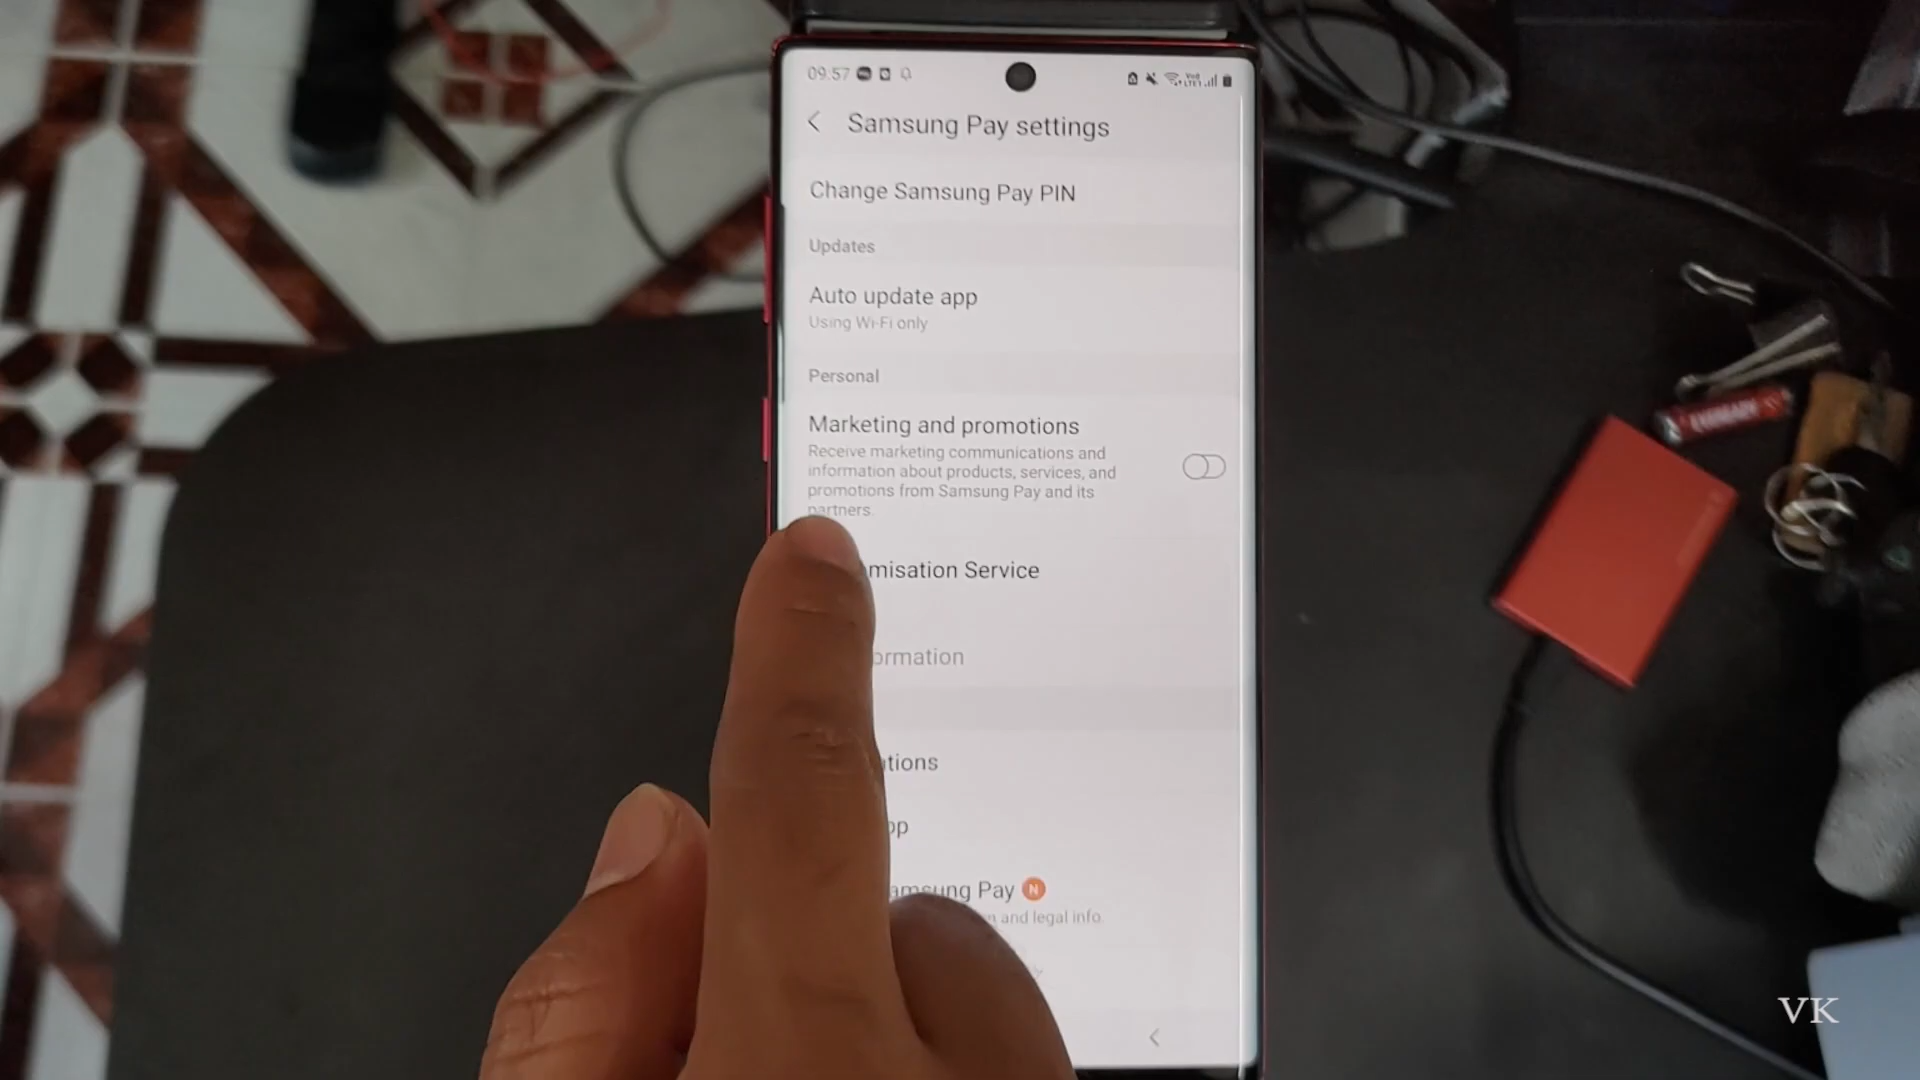 09:57
Samsung Pay settings
Change Samsung Pay PIN
Updates
Auto update app
Using Wi-Fi only
Personal
Marketing and promotions
Receive marketing communications and
information about products, services, and
promotions from Samsung Pay and its
partners.
misation Service
ormation
tions
pp
amsung Pay N
and legal info.
VK